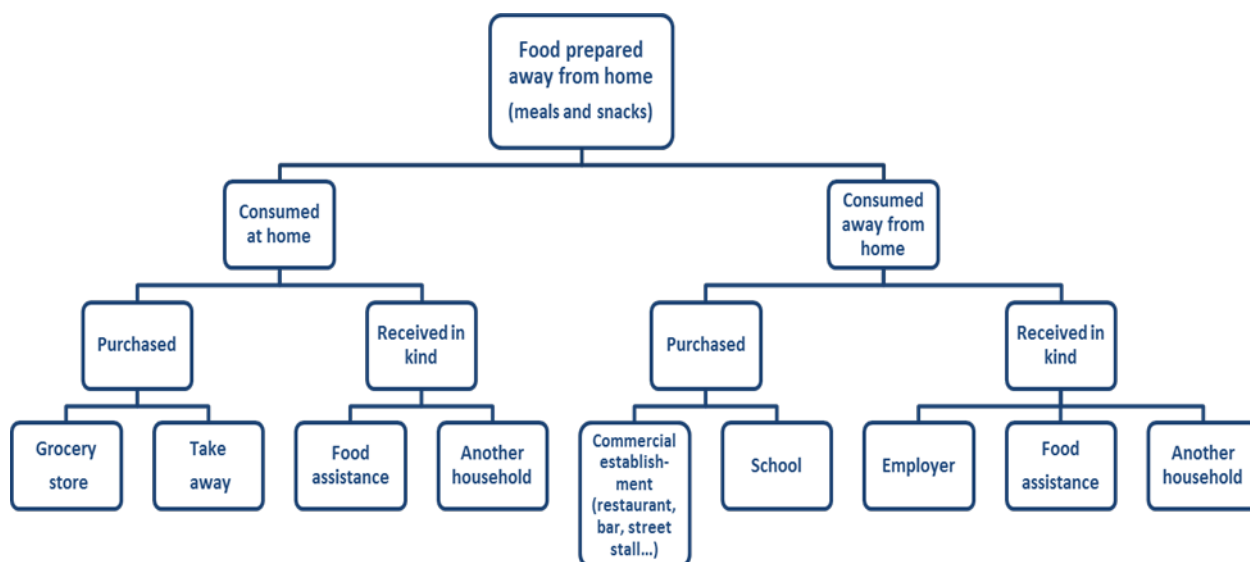 Food prepared
away from home
(meals and snacks)
Consumed
at home
Consumed
away from
home
Purchased
Received in
kind
Purchased
Received in
kind
Grocery
store
Take
away
Food
assistance
Another
household
Commercial
establish-
ment
(restaurant,
bar, street
stall...)
School
Employer
Food
assistance
Another
household